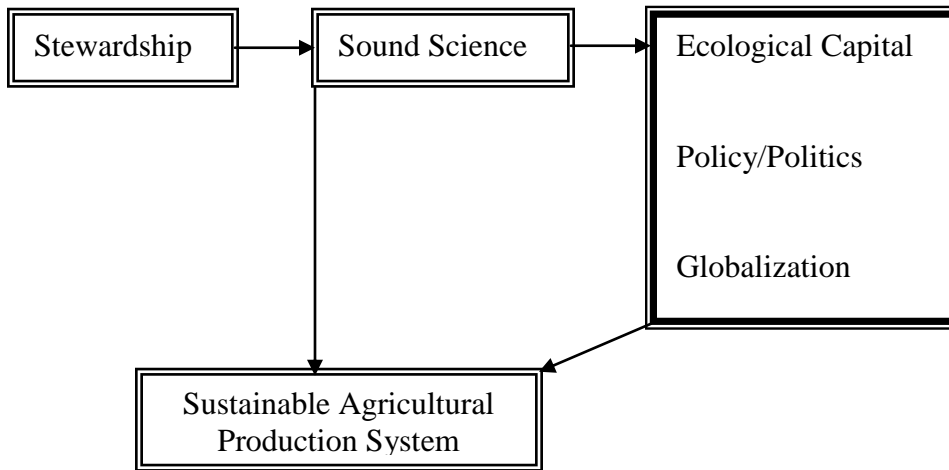 Stewardship
Sound Science
Ecological Capital
Policy/Politics
Globalization
Sustainable Agricultural
Production System